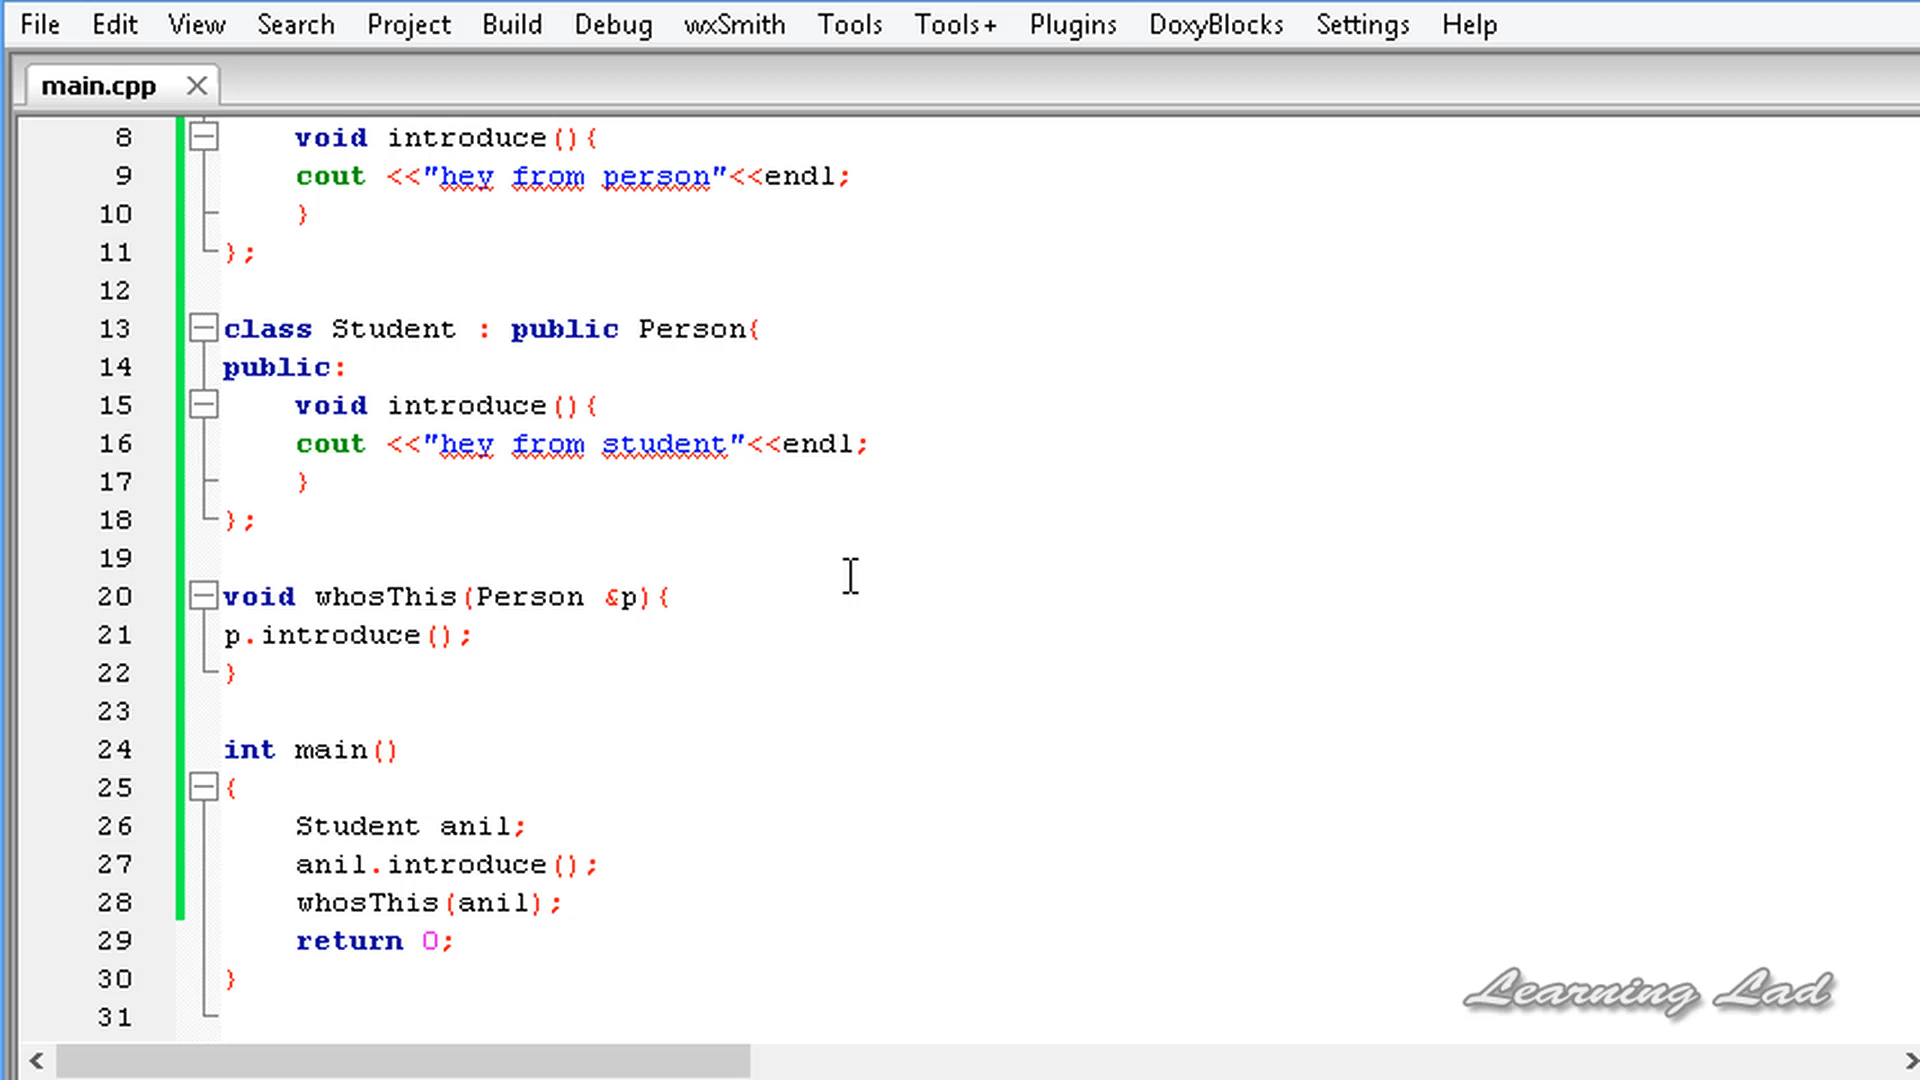 File Edit View Search Project Build Debug wxSmith Tools Tools+ Plugins DoxyBlocks Settings Help
main.cpp
8 void introduce(){
9 cout <<"hey from person"<<endl;
10 }
11 };
12
13 class Student : public Person{
14 public:
15 void introduce(){
16 cout <<"hey from student"<<endl;
17 }
18 };
19
20 void whosThis(Person &p){
21 p.introduce();
22 }
23
24 int main()
25 {
26 Student anil;
27 anil.introduce();
28 whosThis(anil);
29 return 0;
30 }
31
Learning Lad